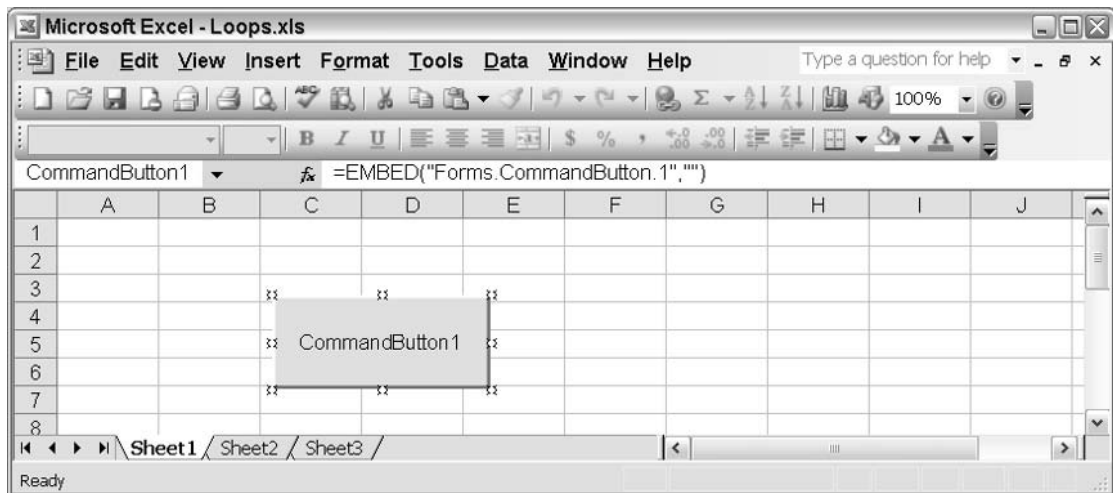 Microsoft Excel - Loops.xls
File Edit View Insert Format Tools Data Window Help Type a question for help
100%
B I U $ % ,
CommandButton1 fx =EMBED("Forms.CommandButton.1","")
A B C D E F G H I J
1
2
3
4
5
6
7
8
CommandButton1
Sheet1 / Sheet2 / Sheet3 /
Ready